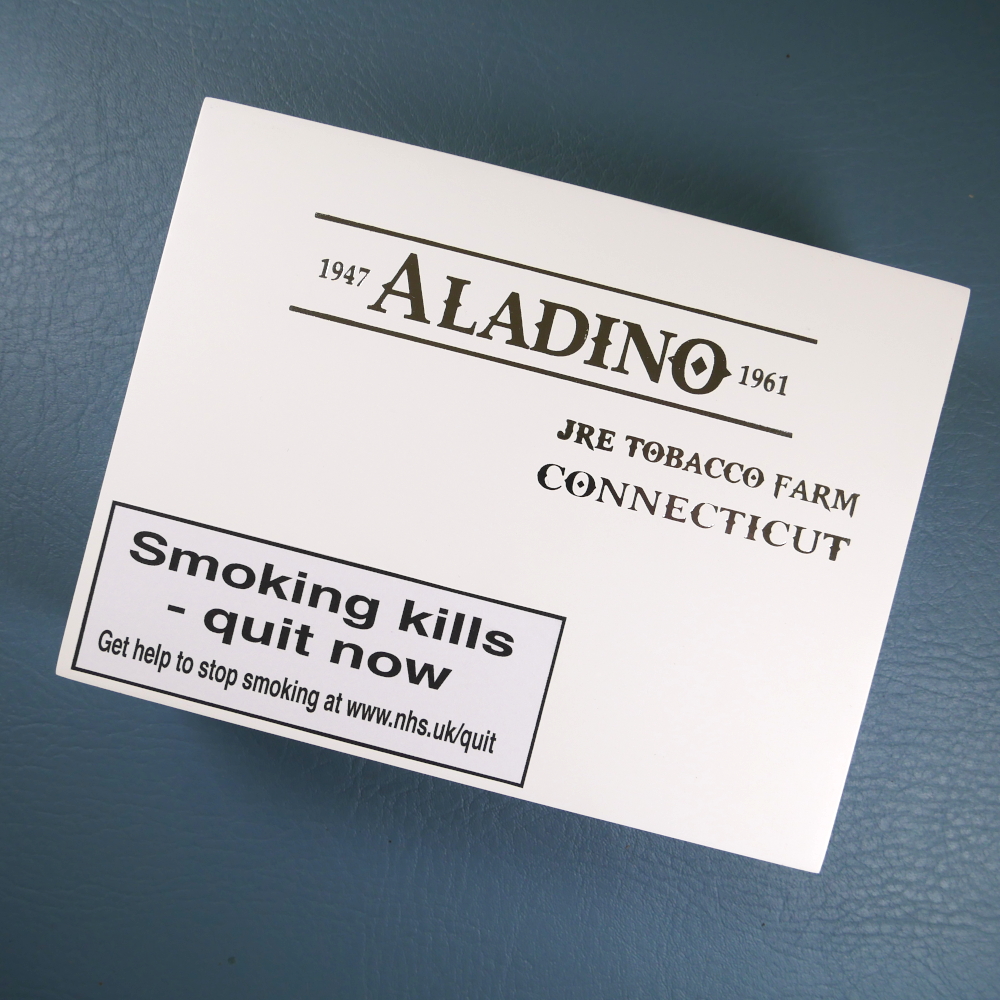 1947 ALADINO 1961
JRE TOBACCO FARM
CONNECTICUT
Smoking kills
- quit now
Get help to stop smoking at www.nhs.uk/quit